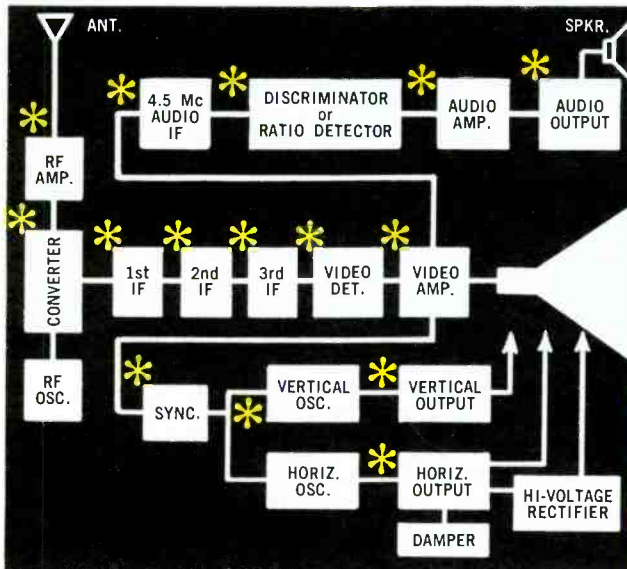 ANT.
SPKR.
4.5 Mc
AUDIO
IF
DISCRIMINATOR
or
RATIO DETECTOR
AUDIO
AMP.
AUDIO
OUTPUT
RF
AMP.
CONVERTER
1st
IF
2nd
IF
3rd
IF
VIDEO
DET.
VIDEO
AMP.
RF
OSC.
SYNC.
VERTICAL
OSC.
VERTICAL
OUTPUT
HORIZ.
OSC.
HORIZ.
OUTPUT
HI-VOLTAGE
RECTIFIER
DAMPER